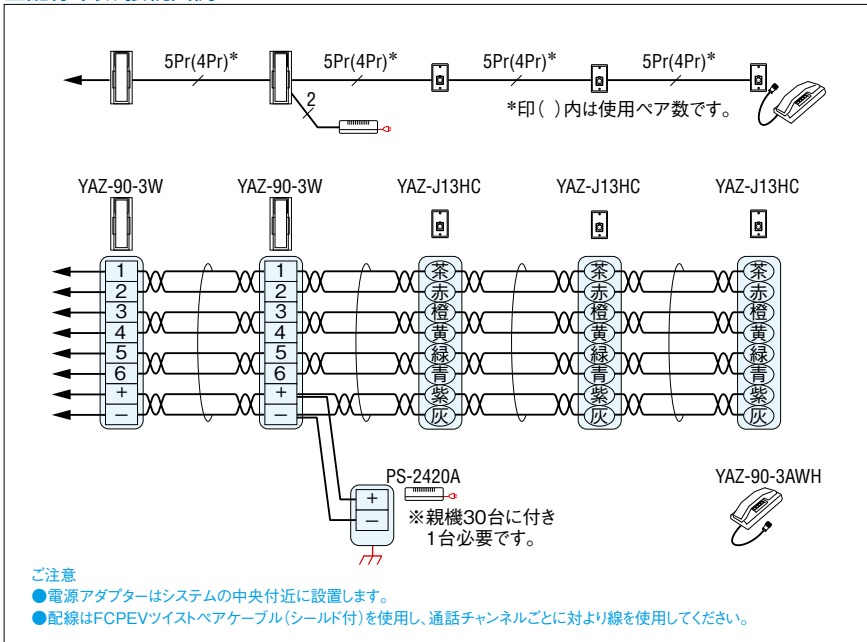 5Pr(4Pr)* 5Pr(4Pr)* 5Pr(4Pr)* 5Pr(4Pr)*
2
*印( )内は使用ペア数です。
YAZ-90-3W YAZ-90-3W YAZ-J13HC YAZ-J13HC YAZ-J13HC
1 1 茶 茶 茶
2 2 赤 赤 赤
3 3 橙 橙 橙
4 4 黄 黄 黄
5 5 緑 緑 緑
6 6 青 青 青
+ + 紫 紫 紫
− − 灰 灰 灰
PS-2420A YAZ-90-3AWH
+
−
※親機30台に付き
1台必要です。
ご注意
●電源アダプターはシステムの中央付近に設置します。
●配線はFCPEVツイストペアケーブル(シールド付)を使用し、通話チャンネルごとに対より線を使用してください。